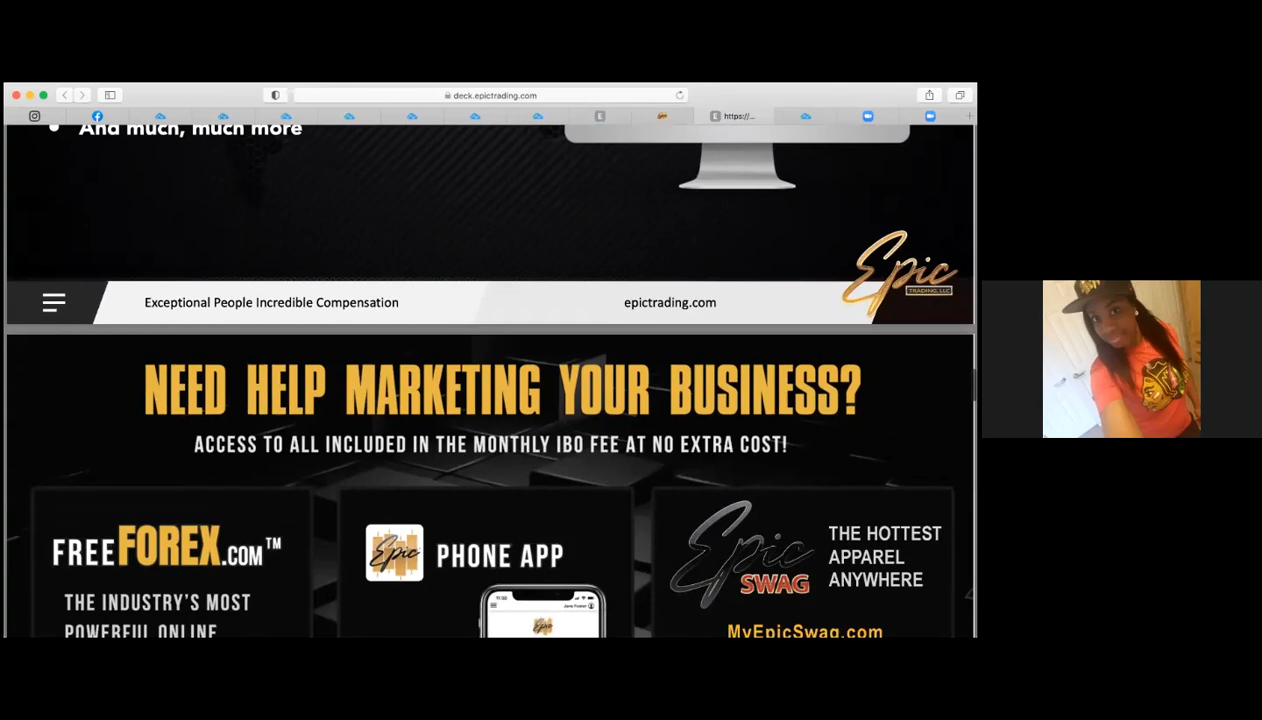 deck.epictrading.com
https://...
And much, much more
Epic
TRADING, LLC
Exceptional People Incredible Compensation
epictrading.com
NEED HELP MARKETING YOUR BUSINESS?
ACCESS TO ALL INCLUDED IN THE MONTHLY IBO FEE AT NO EXTRA COST!
FREEFOREX.COM™
THE INDUSTRY'S MOST
POWERFUL ONLINE
Epic
PHONE APP
Epic
SWAG
THE HOTTEST
APPAREL
ANYWHERE
MyEpicSwag.com